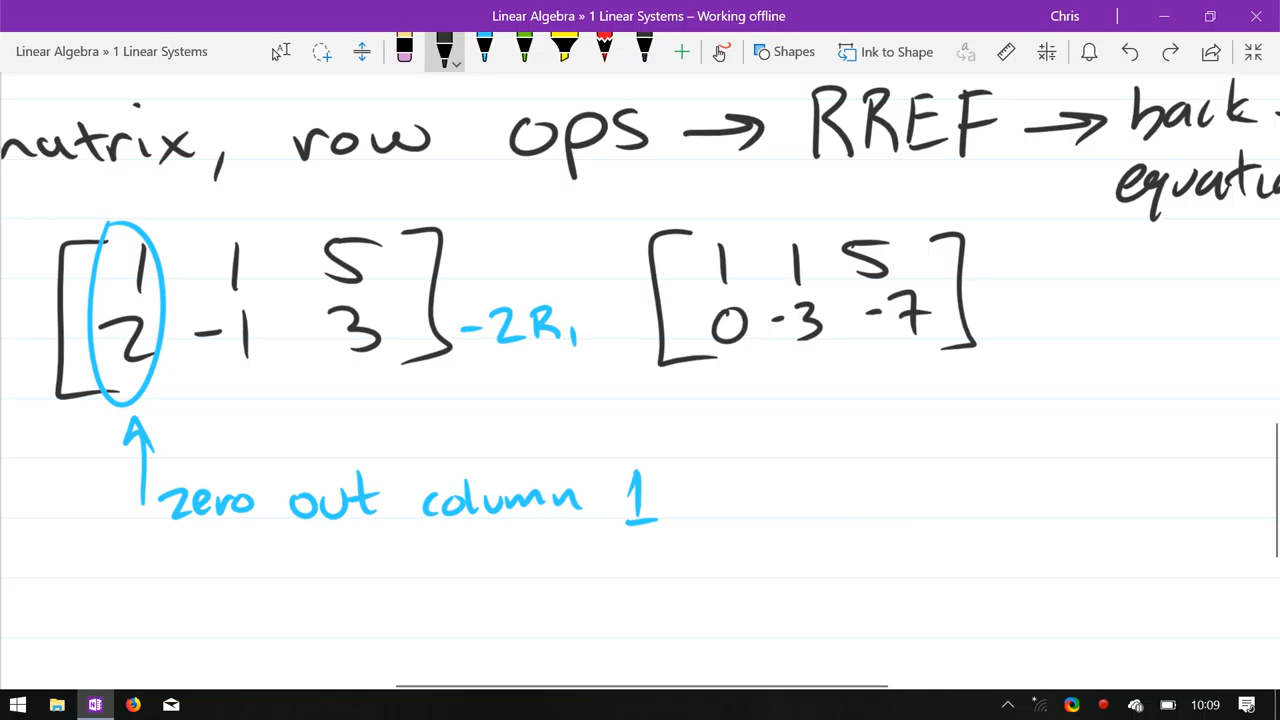 Linear Algebra » 1 Linear Systems – Working offline
Chris
Linear Algebra » 1 Linear Systems
Shapes
Ink to Shape
matrix, row ops → RREF → back -
1 1 5
2 -1 3 -2R₁
1 1 5
0 -3 -7
zero out column 1
10:09